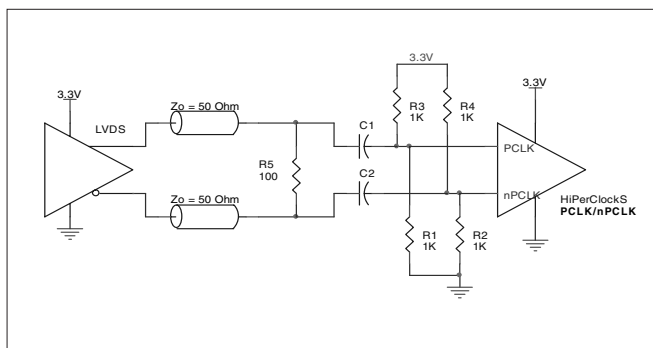 3.3V
3.3V
3.3V
Zo = 50 Ohm
LVDS
R3
1K
R4
1K
C1
PCLK
R5
100
C2
nPCLK
HiPerClockS
PCLK/nPCLK
Zo = 50 Ohm
R1
1K
R2
1K